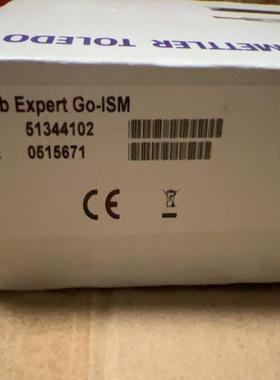 METTLER TOLEDO
b Expert Go-ISM
51344102
0515671
CE